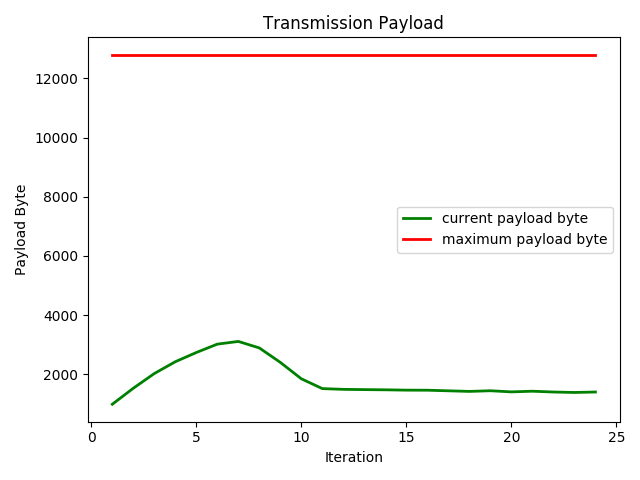 Transmission Payload
12000
10000
8000
6000
4000
2000
Payload Byte
current payload byte
maximum payload byte
0
5
10
15
20
25
Iteration